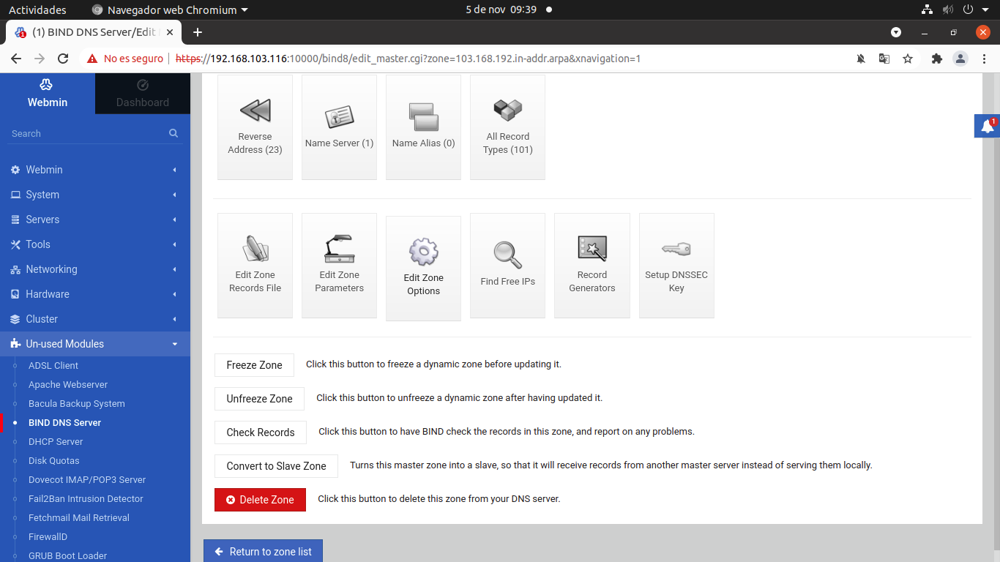 Actividades
Navegador web Chromium
5 de nov 09:39
(1) BIND DNS Server/Edit
No es seguro
https://192.168.103.116:10000/bind8/edit_master.cgi?zone=103.168.192.in-addr.arpa&xnavigation=1
Webmin
Dashboard
Search
Webmin
System
Servers
Tools
Networking
Hardware
Cluster
Un-used Modules
ADSL Client
Apache Webserver
Bacula Backup System
BIND DNS Server
DHCP Server
Disk Quotas
Dovecot IMAP/POP3 Server
Fail2Ban Intrusion Detector
Fetchmail Mail Retrieval
FirewallD
GRUB Boot Loader
Reverse
Address (23)
Name Server (1)
Name Alias (0)
All Record
Types (101)
1
Edit Zone
Records File
Edit Zone
Parameters
Edit Zone
Options
Find Free IPs
Record
Generators
Setup DNSSEC
Key
Freeze Zone
Click this button to freeze a dynamic zone before updating it.
Unfreeze Zone
Click this button to unfreeze a dynamic zone after having updated it.
Check Records
Click this button to have BIND check the records in this zone, and report on any problems.
Convert to Slave Zone
Turns this master zone into a slave, so that it will receive records from another master server instead of serving them locally.
Delete Zone
Click this button to delete this zone from your DNS server.
Return to zone list